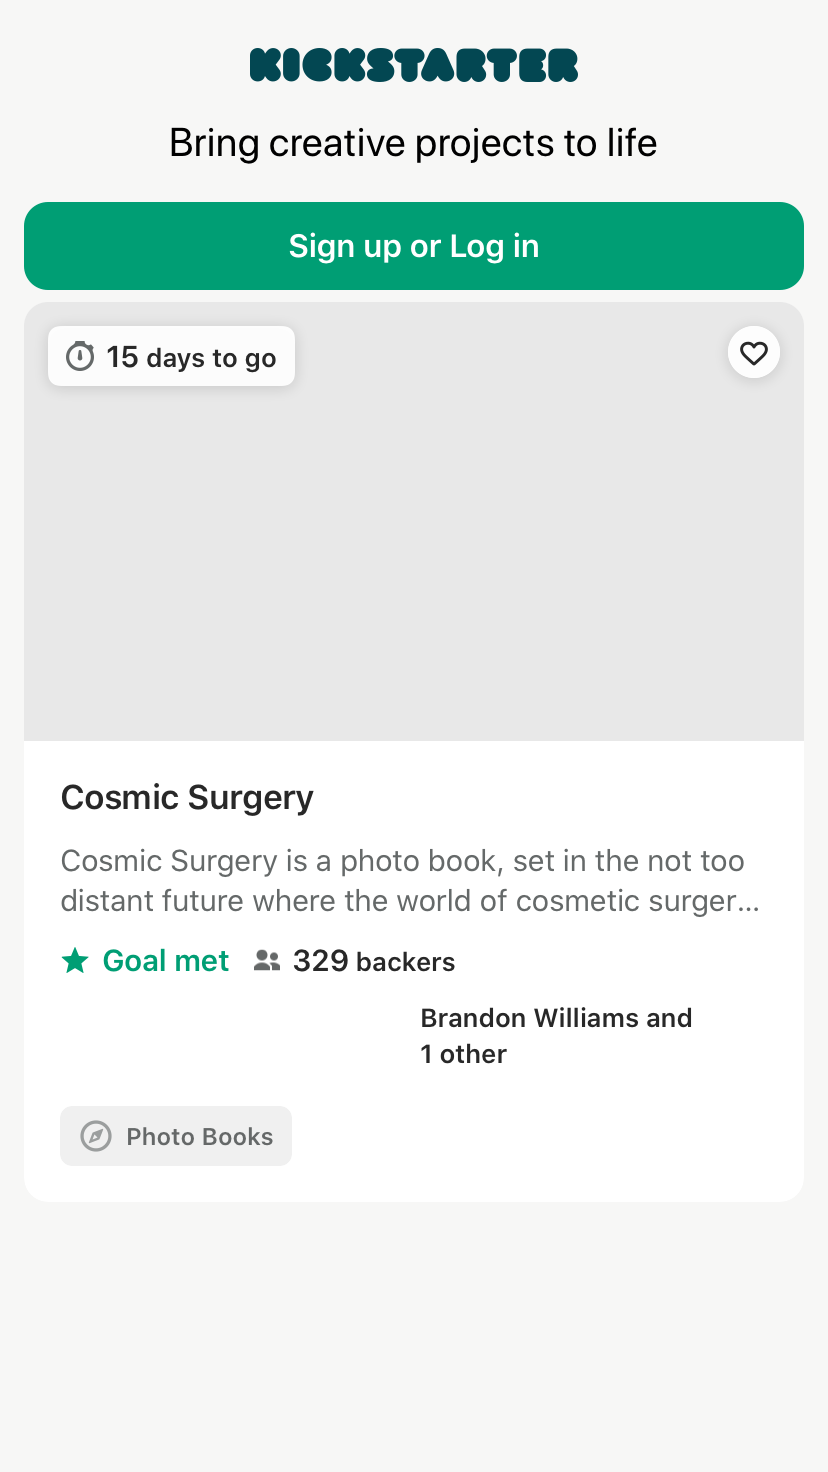 KICKSTARTER
Bring creative projects to life
Sign up or Log in
15 days to go
Cosmic Surgery
Cosmic Surgery is a photo book, set in the not too
distant future where the world of cosmetic surger...
Goal met 329 backers
Brandon Williams and
1 other
Photo Books